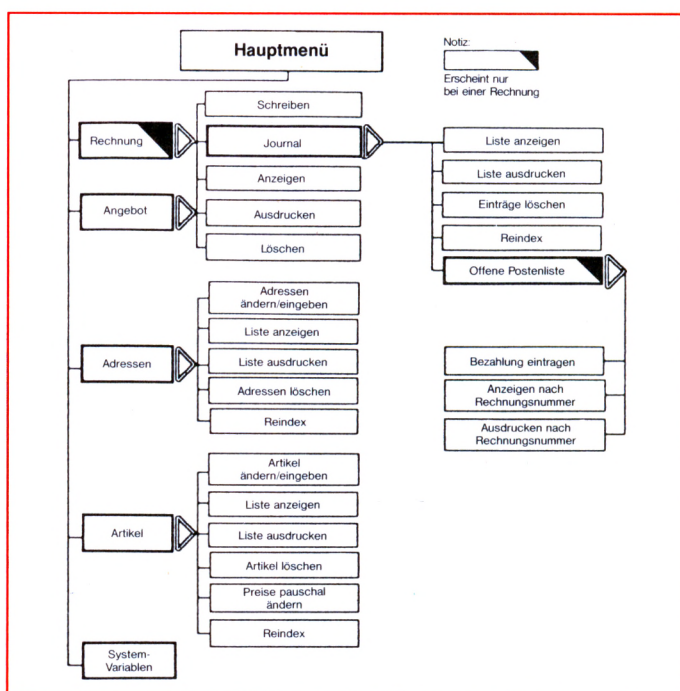 Hauptmenü
Notiz:
Erscheint nur
bei einer Rechnung
Rechnung
Angebot
Schreiben
Journal
Anzeigen
Ausdrucken
Löschen
Liste anzeigen
Liste ausdrucken
Einträge löschen
Reindex
Offene Postenliste
Bezahlung eintragen
Anzeigen nach
Rechnungsnummer
Ausdrucken nach
Rechnungsnummer
Adressen
Adressen
ändern/eingeben
Liste anzeigen
Liste ausdrucken
Adressen löschen
Reindex
Artikel
Artikel
ändern/eingeben
Liste anzeigen
Liste ausdrucken
Artikel löschen
Preise pauschal
ändern
Reindex
System-
Variablen